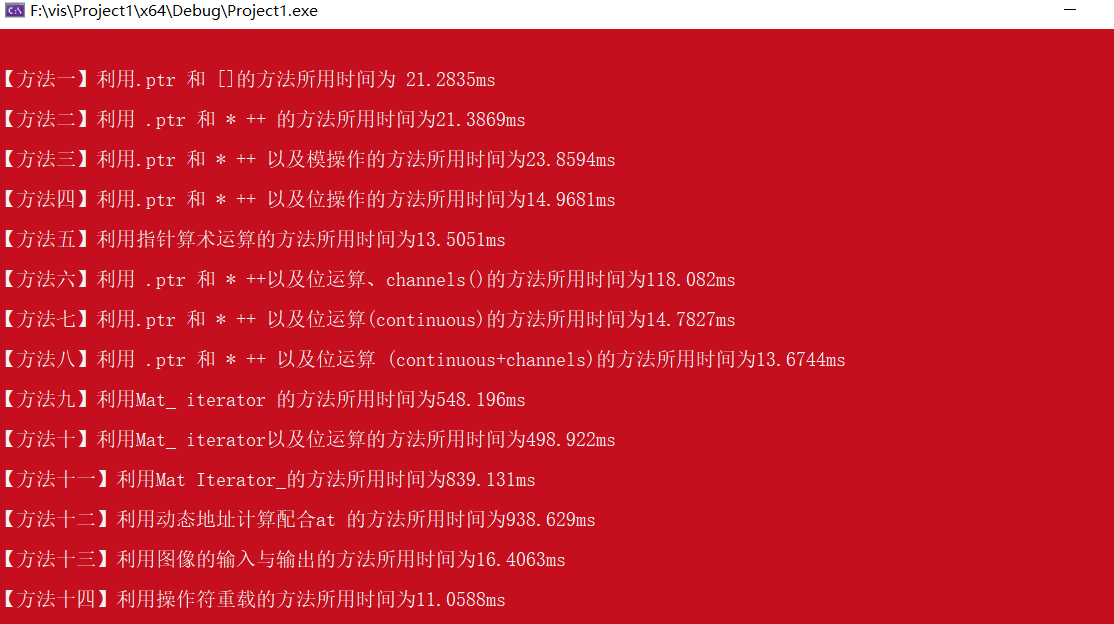 F:\vis\Project1\x64\Debug\Project1.exe
【方法一】利用.ptr 和 []的方法所用时间为 21.2835ms
【方法二】利用 .ptr 和 * ++ 的方法所用时间为21.3869ms
【方法三】利用.ptr 和 * ++ 以及模操作的方法所用时间为23.8594ms
【方法四】利用.ptr 和 * ++ 以及位操作的方法所用时间为14.9681ms
【方法五】利用指针算术运算的方法所用时间为13.5051ms
【方法六】利用 .ptr 和 * ++以及位运算、channels()的方法所用时间为118.082ms
【方法七】利用.ptr 和 * ++ 以及位运算(continuous)的方法所用时间为14.7827ms
【方法八】利用 .ptr 和 * ++ 以及位运算 (continuous+channels)的方法所用时间为13.6744ms
【方法九】利用Mat_ iterator 的方法所用时间为548.196ms
【方法十】利用Mat_ iterator以及位运算的方法所用时间为498.922ms
【方法十一】利用Mat Iterator_的方法所用时间为839.131ms
【方法十二】利用动态地址计算配合at 的方法所用时间为938.629ms
【方法十三】利用图像的输入与输出的方法所用时间为16.4063ms
【方法十四】利用操作符重载的方法所用时间为11.0588ms